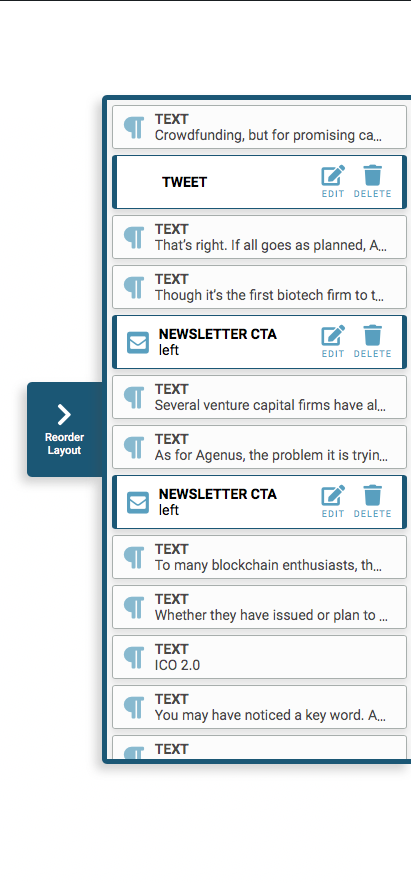 TEXT
Crowdfunding, but for promising ca...
TWEET
EDIT DELETE
TEXT
That's right. If all goes as planned, A...
TEXT
Though it's the first biotech firm to t...
NEWSLETTER CTA
left
EDIT DELETE
TEXT
Several venture capital firms have al...
Reorder
Layout
TEXT
As for Agenus, the problem it is tryin...
NEWSLETTER CTA
left
EDIT DELETE
TEXT
To many blockchain enthusiasts, th...
TEXT
Whether they have issued or plan to ...
TEXT
ICO 2.0
TEXT
You may have noticed a key word. A...
TEXT